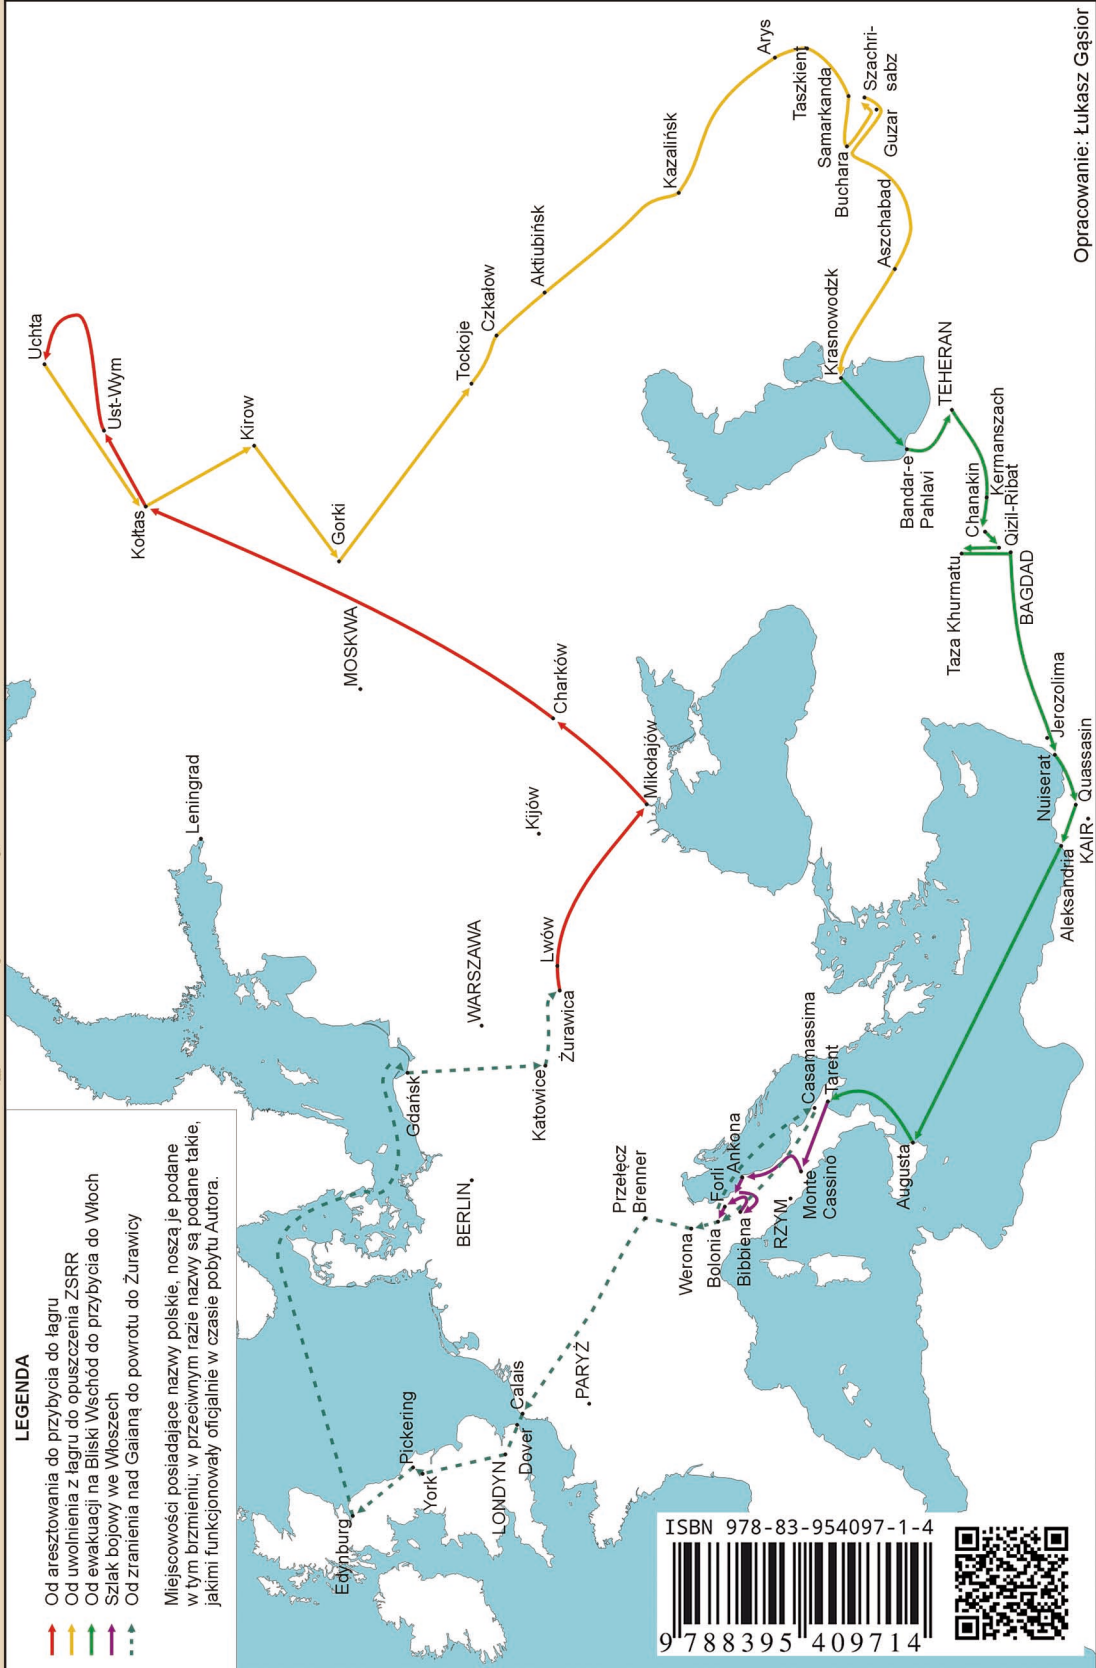 LEGENDA
Od aresztowania do przybycia do łagru
Od uwolnienia z łagru do opuszczenia ZSRR
Od ewakuacji na Bliski Wschód do przybycia do Włoch
Szlak bojowy we Włoszech
Od zranienia nad Gaianą do powrotu do Żurawicy
Miejscowości posiadające nazwy polskie, noszą je podane
w tym brzmieniu; w przeciwnym razie nazwy są podane takie,
jakimi funkcjonowały oficjalnie w czasie pobytu Autora.
Edynburg
Pickering
York
LONDYN
Dover
Calais
PARYŻ
BERLIN
Gdańsk
WARSZAWA
Katowice
Żurawica
Lwów
Kijów
Leningrad
MOSKWA
Mikołajów
Charków
Kotłas
Ust-Wym
Uchta
Kirow
Gorki
Tockoje
Czkałow
Aktiubińsk
Kazalińsk
Arys
Taszkient
Samarkanda
Szachri-
sabz
Guzar
Buchara
Aszchabad
Krasnowodzk
Bandar-e
Pahlavi
TEHERAN
Kermanszach
Chanakin
Qizil-Ribat
Taza Khurmatu
BAGDAD
Jerozolima
Nuiserat
Quassasin
KAIR
Aleksandria
Augusta
Tarent
Casamassima
Monte
Cassino
RZYM
Ankona
Forli
Bibbiena
Bolonia
Werona
Przełęcz
Brenner
ISBN 978-83-954097-1-4
9 788395 409714
Opracowanie: Łukasz Gąsior